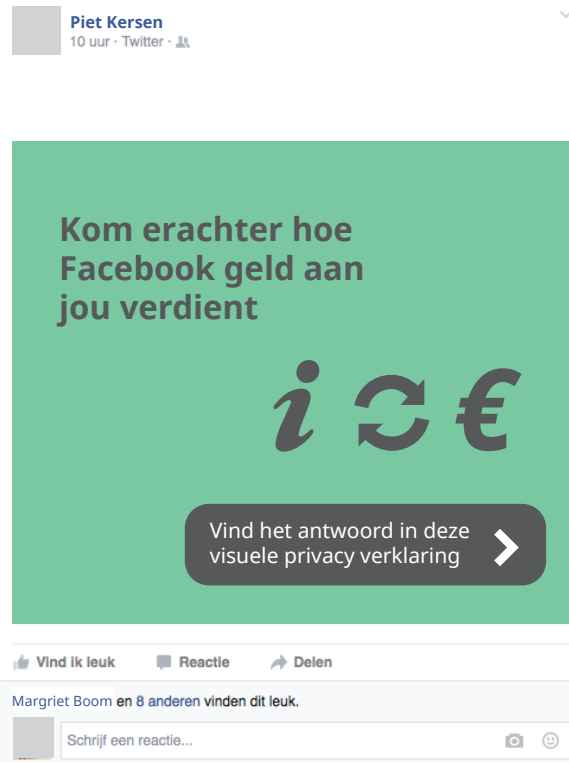 Piet Kersen
10 uur · Twitter ·
Kom erachter hoe
Facebook geld aan
jou verdient
i €
Vind het antwoord in deze
visuele privacy verklaring
Vind ik leuk Reactie Delen
Margriet Boom en 8 anderen vinden dit leuk.
Schrijf een reactie...